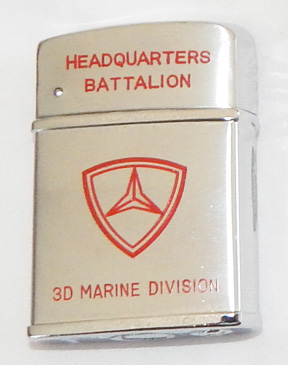 HEADQUARTERS
BATTALION
3D MARINE DIVISION